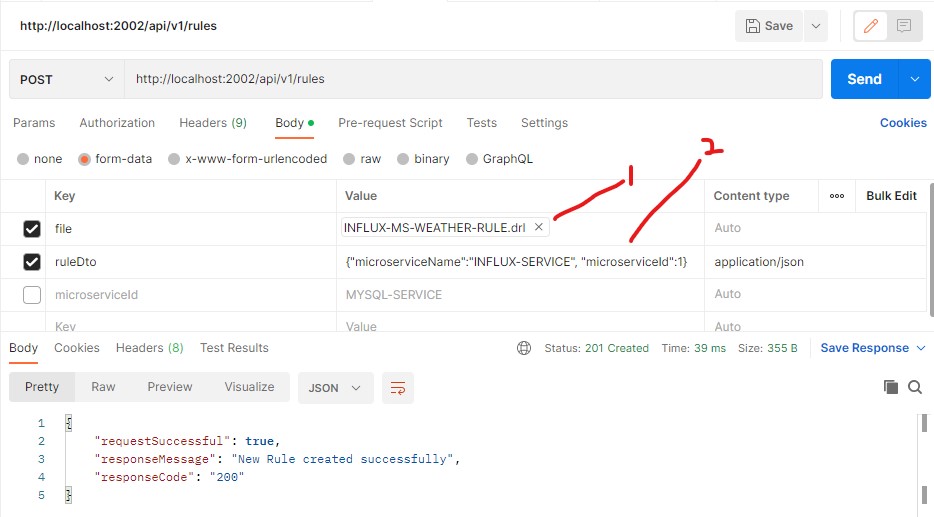 http://localhost:2002/api/v1/rules Save
POST http://localhost:2002/api/v1/rules Send
Params Authorization Headers (9) Body Pre-request Script Tests Settings Cookies
none form-data x-www-form-urlencoded raw binary GraphQL
1 2
Key Value Content type ooo Bulk Edit
file INFLUX-MS-WEATHER-RULE.drl × Auto
ruleDto {"microserviceName":"INFLUX-SERVICE", "microserviceId":1} application/json
microserviceId MYSQL-SERVICE Auto
Key Value Auto
Body Cookies Headers (8) Test Results Status: 201 Created Time: 39 ms Size: 355 B Save Response
Pretty Raw Preview Visualize JSON
1 {
2 "requestSuccessful": true,
3 "responseMessage": "New Rule created successfully",
4 "responseCode": "200"
5 }